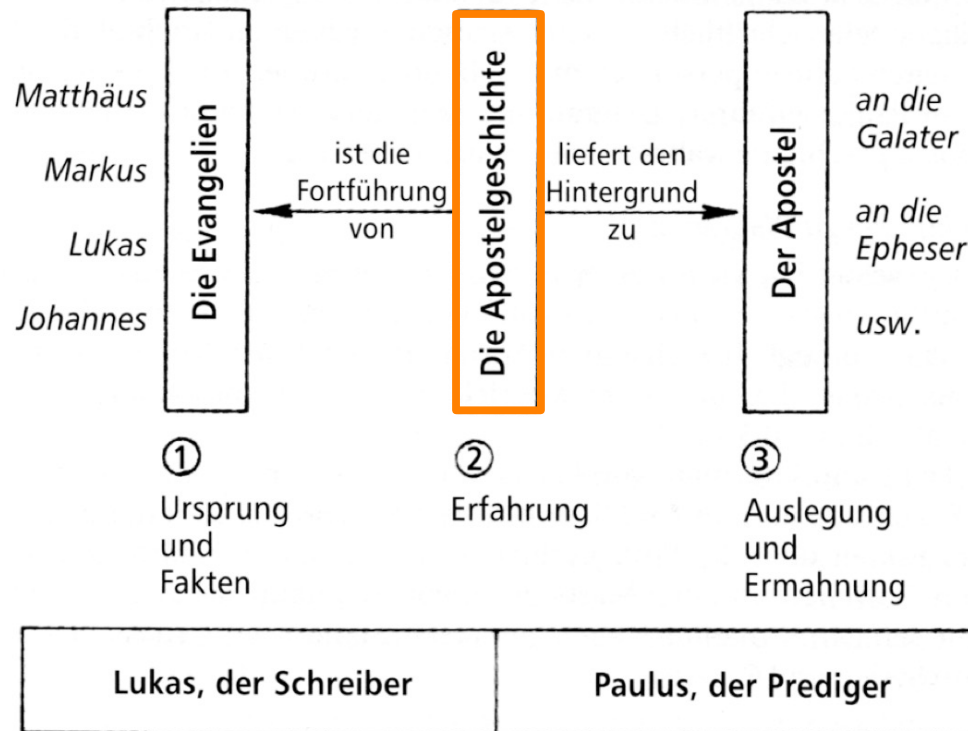 Matthäus
Markus
Lukas
Johannes
Die Evangelien
ist die
Fortführung
von
Die Apostelgeschichte
liefert den
Hintergrund
zu
Der Apostel
an die
Galater
an die
Epheser
usw.
1
Ursprung
und
Fakten
2
Erfahrung
3
Auslegung
und
Ermahnung
Lukas, der Schreiber
Paulus, der Prediger